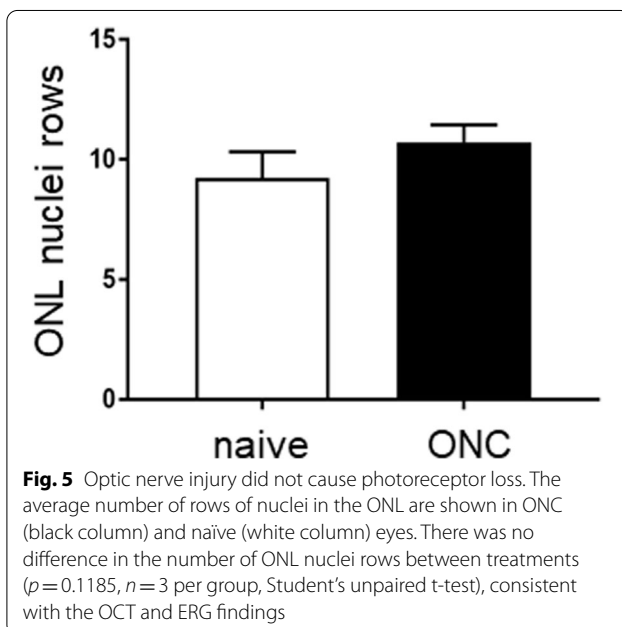 15
10
5
0
ONL nuclei rows
naive ONC
Fig. 5 Optic nerve injury did not cause photoreceptor loss. The
average number of rows of nuclei in the ONL are shown in ONC
(black column) and naïve (white column) eyes. There was no
difference in the number of ONL nuclei rows between treatments
(p = 0.1185, n = 3 per group, Student’s unpaired t-test), consistent
with the OCT and ERG findings